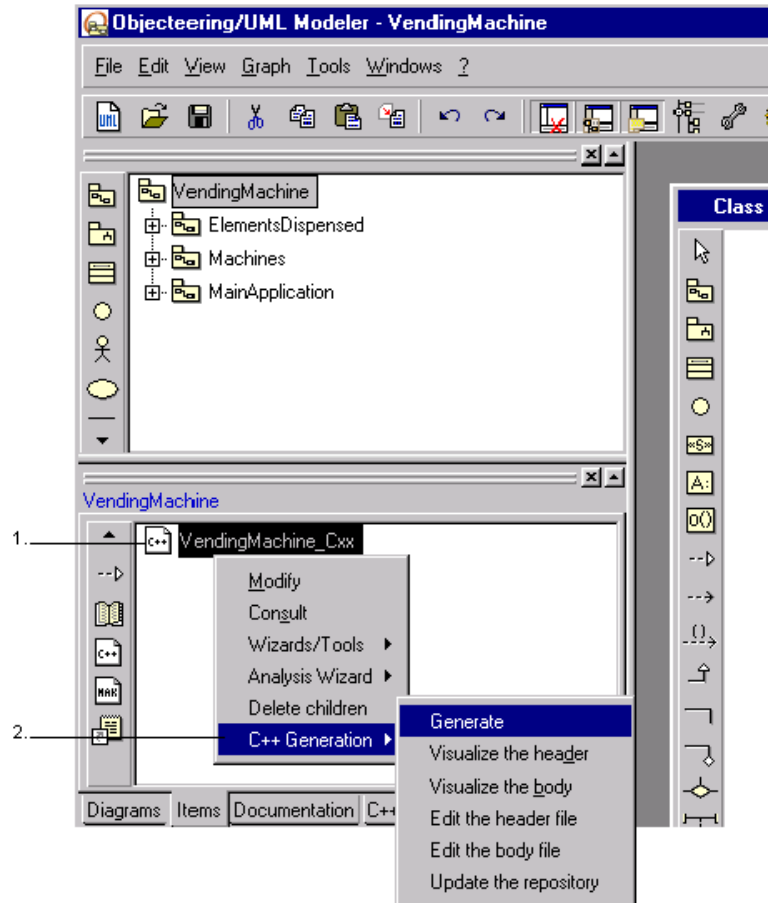 Objecteering/UML Modeler - VendingMachine
File Edit View Graph Tools Windows ?
UML
VendingMachine
ElementsDispensed
Machines
MainApplication
Class
«S»
A:
o()
VendingMachine
1.
C++ VendingMachine_Cxx
Modify
Consult
Wizards/Tools
Analysis Wizard
Delete children
2.
C++ Generation
C++
MAK
Generate
Visualize the header
Visualize the body
Edit the header file
Edit the body file
Update the repository
Diagrams Items Documentation C++